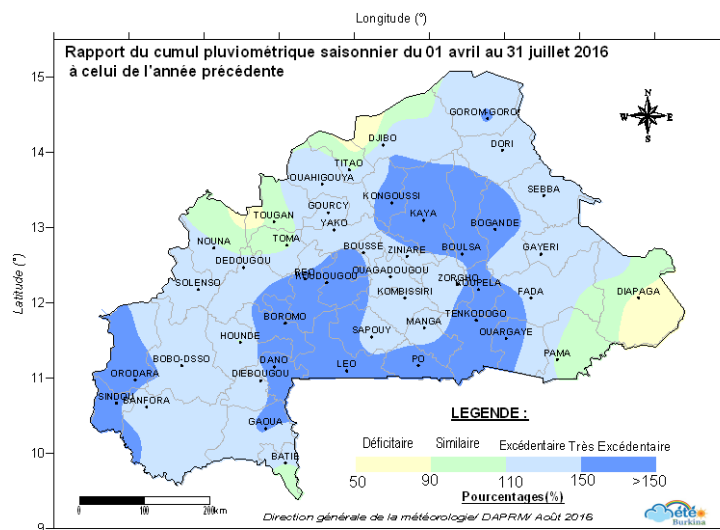 Longitude (°)
Rapport du cumul pluviométrique saisonnier du 01 avril au 31 juillet 2016
à celui de l'année précédente
15
14
13
12
11
10
9
Latitude (°)
N
W E
S
GOROM-GORO
DJIBO
DORI
TITAO
OUAHIGOUYA
SEBBA
KONGOUSSI
GOURCY
TOUGAN
KAYA
YAKO
BOGANDE
NOUNA
TOMA
BOUSSE
ZINIARE
BOULSA
GAYERI
DEDOUGOU
REO
KOUDOUGOU
OUAGADOUGOU
ZORGHO
KOUPELA
SOLENSO
KOMBISSIRI
FADA
DIAPAGA
BOROMO
MANGA
TENKODOGO
HOUNDE
SAPOUY
OUARGAYE
BOBO-DSSO
DANO
LEO
PO
PAMA
ORODARA
DIEBOUGOU
SINDOU
BANFORA
GAOUA
BATIE
LEGENDE :
Déficitaire Similaire Excédentaire Très Excédentaire
50 90 110 150 >150
Pourcentages(%)
0 100 200km
Direction générale de la météorologie/ DAPRM/ Août 2016
météo
Burkina